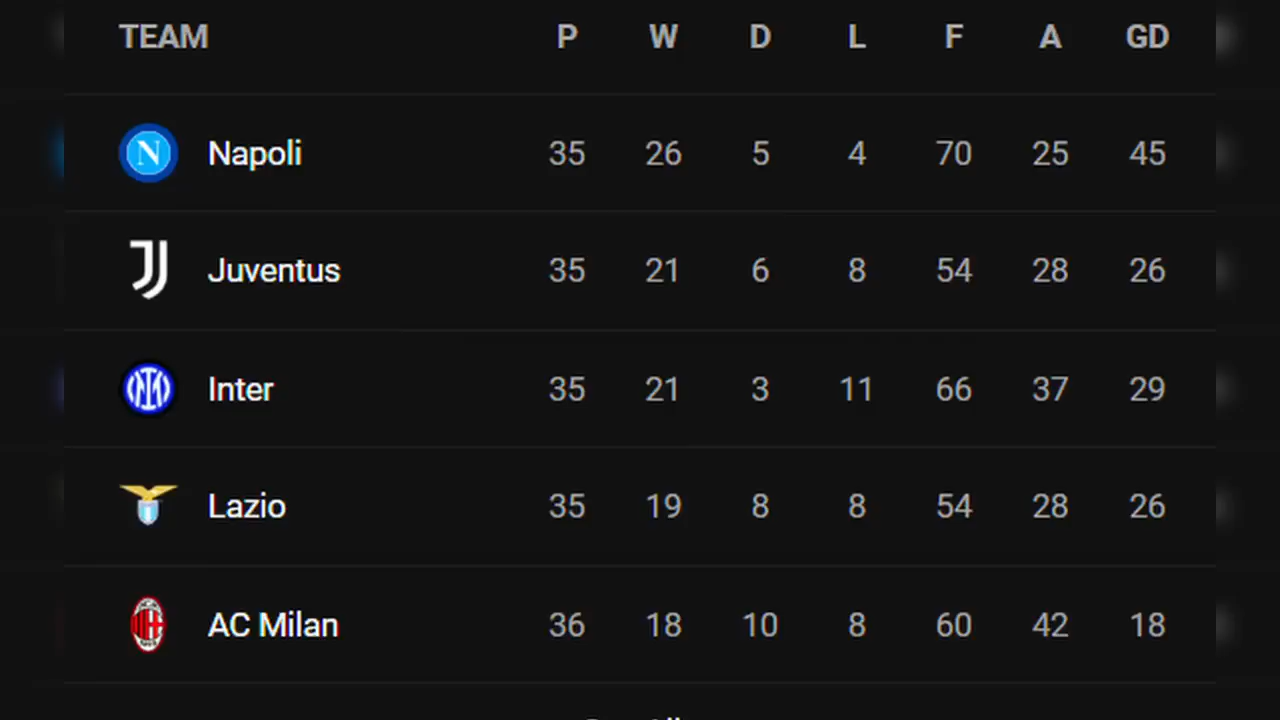 TEAM P W D L F A GD
Napoli 35 26 5 4 70 25 45
Juventus 35 21 6 8 54 28 26
Inter 35 21 3 11 66 37 29
Lazio 35 19 8 8 54 28 26
AC Milan 36 18 10 8 60 42 18